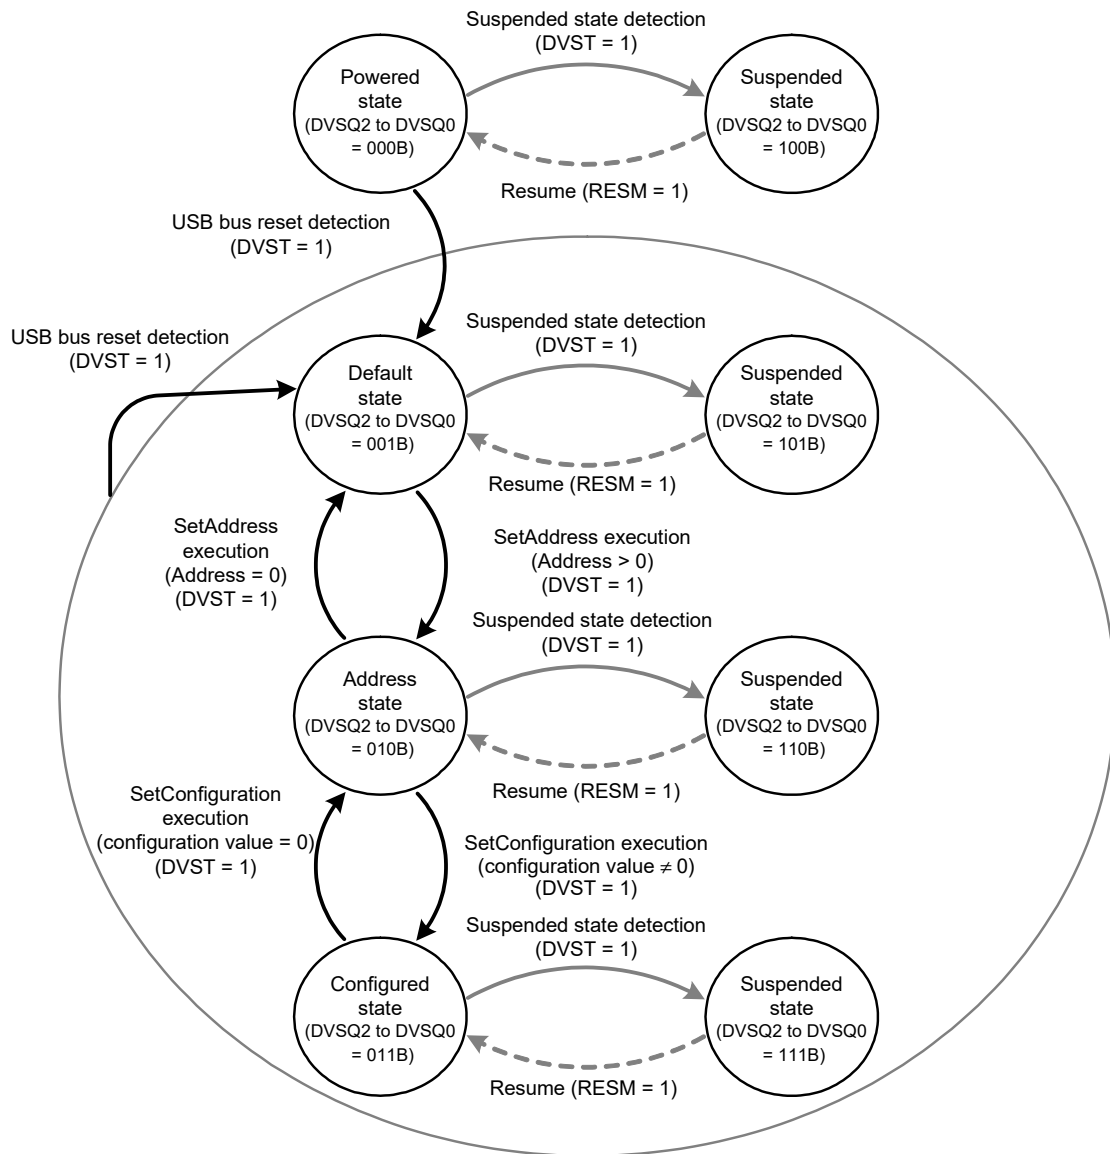 Suspended state detection
(DVST = 1)
Powered
state
(DVSQ2 to DVSQ0
= 000B)
Suspended
state
(DVSQ2 to DVSQ0
= 100B)
Resume (RESM = 1)
USB bus reset detection
(DVST = 1)
USB bus reset detection
(DVST = 1)
Suspended state detection
(DVST = 1)
Default
state
(DVSQ2 to DVSQ0
= 001B)
Suspended
state
(DVSQ2 to DVSQ0
= 101B)
Resume (RESM = 1)
SetAddress
execution
(Address = 0)
(DVST = 1)
SetAddress execution
(Address > 0)
(DVST = 1)
Suspended state detection
(DVST = 1)
Address
state
(DVSQ2 to DVSQ0
= 010B)
Suspended
state
(DVSQ2 to DVSQ0
= 110B)
Resume (RESM = 1)
SetConfiguration
execution
(configuration value = 0)
(DVST = 1)
SetConfiguration execution
(configuration value ≠ 0)
(DVST = 1)
Suspended state detection
(DVST = 1)
Configured
state
(DVSQ2 to DVSQ0
= 011B)
Suspended
state
(DVSQ2 to DVSQ0
= 111B)
Resume (RESM = 1)